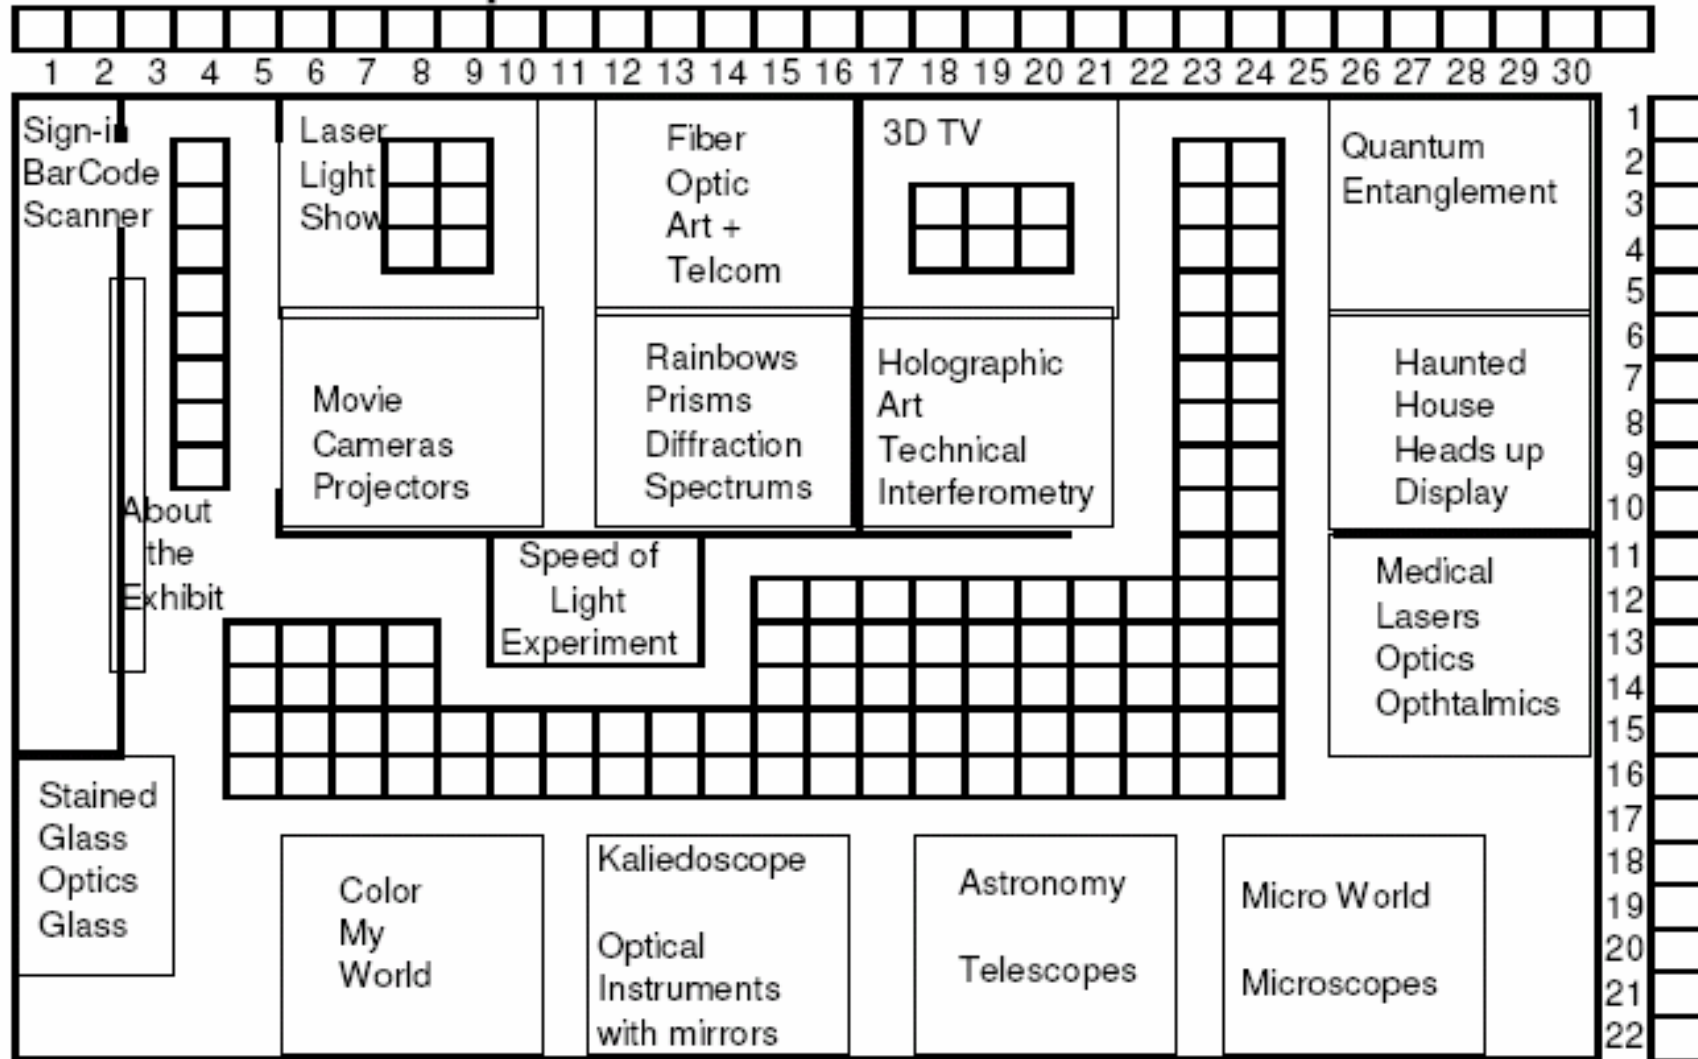 1 2 3 4 5 6 7 8 9 10 11 12 13 14 15 16 17 18 19 20 21 22 23 24 25 26 27 28 29 30
Sign-in
BarCode
Scanner
Laser
Light
Show
Fiber
Optic
Art +
Telcom
3D TV
Quantum
Entanglement
Movie
Cameras
Projectors
Rainbows
Prisms
Diffraction
Spectrums
Holographic
Art
Technical
Interferometry
Haunted
House
Heads up
Display
About
the
Exhibit
Speed of
Light
Experiment
Medical
Lasers
Optics
Opthtalmics
Stained
Glass
Optics
Glass
Color
My
World
Kaliedoscope
Optical
Instruments
with mirrors
Astronomy
Telescopes
Micro World
Microscopes
1
2
3
4
5
6
7
8
9
10
11
12
13
14
15
16
17
18
19
20
21
22